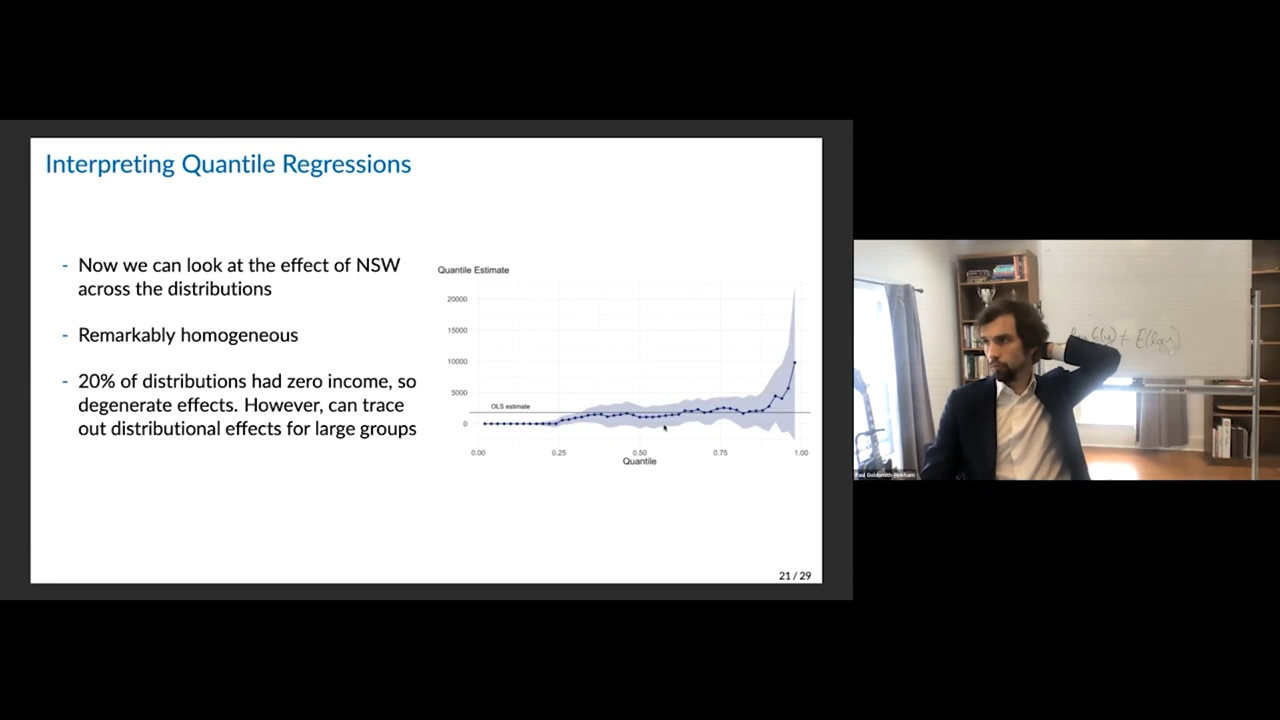 Interpreting Quantile Regressions
- Now we can look at the effect of NSW
across the distributions
- Remarkably homogeneous
- 20% of distributions had zero income, so
degenerate effects. However, can trace
out distributional effects for large groups
Quantile Estimate
20000
15000
10000
5000
0
OLS estimate
0.00 0.25 0.50 0.75 1.00
Quantile
21 / 29
Paul Goldsmith-Pinkham